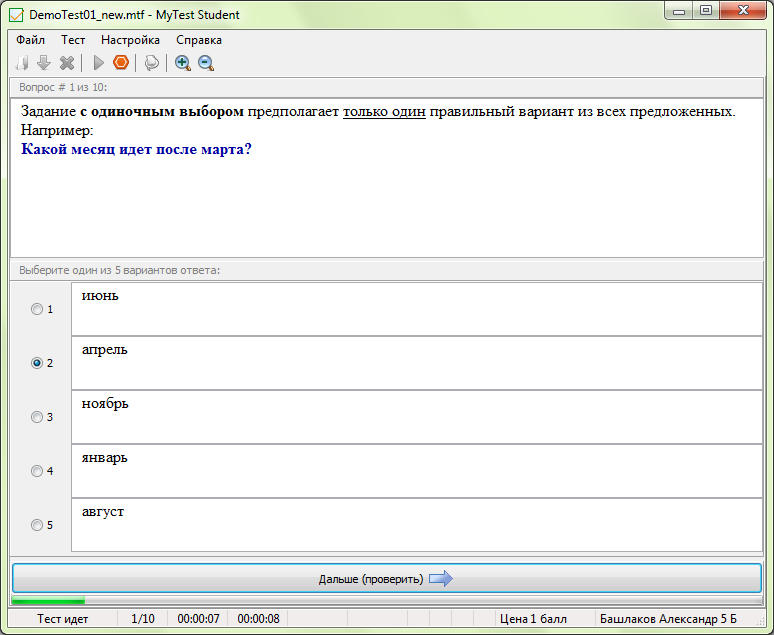 DemoTest01_new.mtf - MyTest Student
Файл Тест Настройка Справка
Вопрос # 1 из 10:
Задание с одиночным выбором предполагает только один правильный вариант из всех предложенных.
Например:
Какой месяц идет после марта?
Выберите один из 5 вариантов ответа:
1 июнь
2 апрель
3 ноябрь
4 январь
5 август
Дальше (проверить)
Тест идет 1/10 00:00:07 00:00:08 Цена 1 балл Башлаков Александр 5 Б